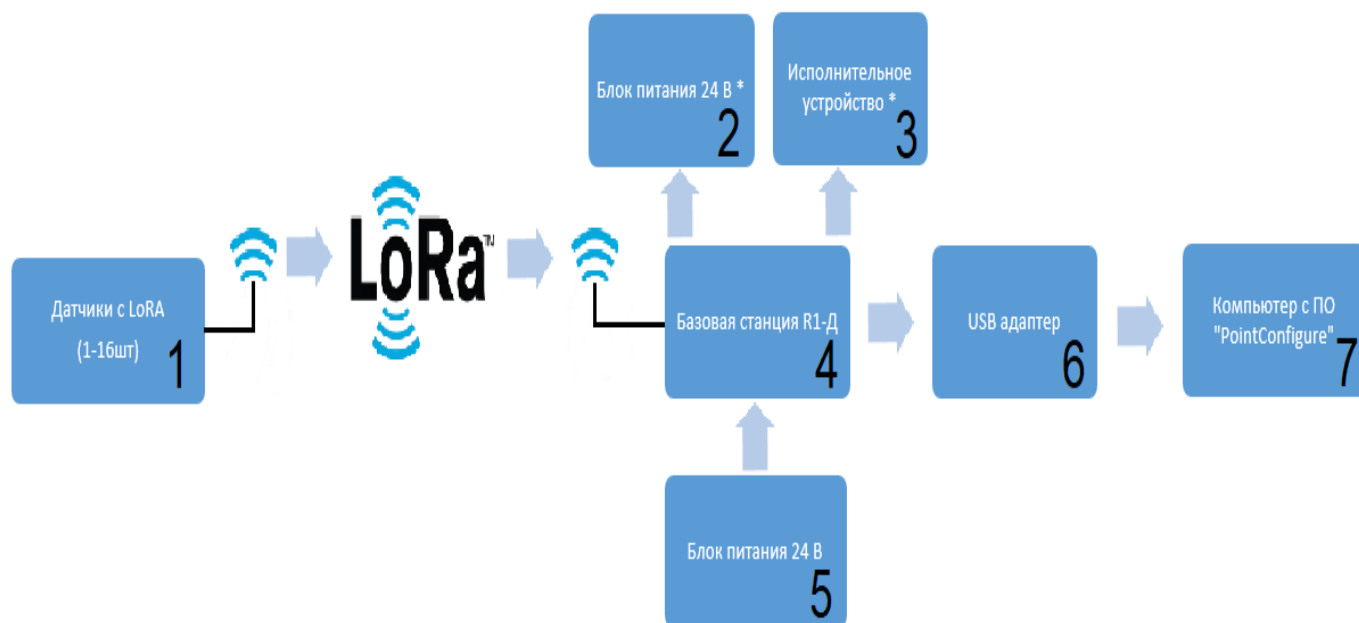 Блок питания 24 В *
2
Исполнительное
устройство *
3
Датчики с LoRA
(1-16шт)
1
LoRa™
Базовая станция R1-Д
4
USB адаптер
6
Компьютер с ПО
"PointConfigure"
7
Блок питания 24 В
5